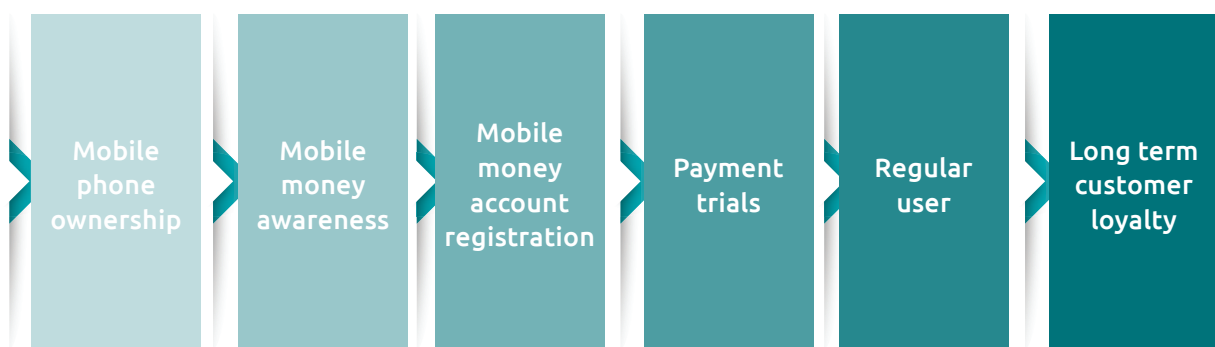 Mobile
phone
ownership
Mobile
money
awareness
Mobile
money
account
registration
Payment
trials
Regular
user
Long term
customer
loyalty